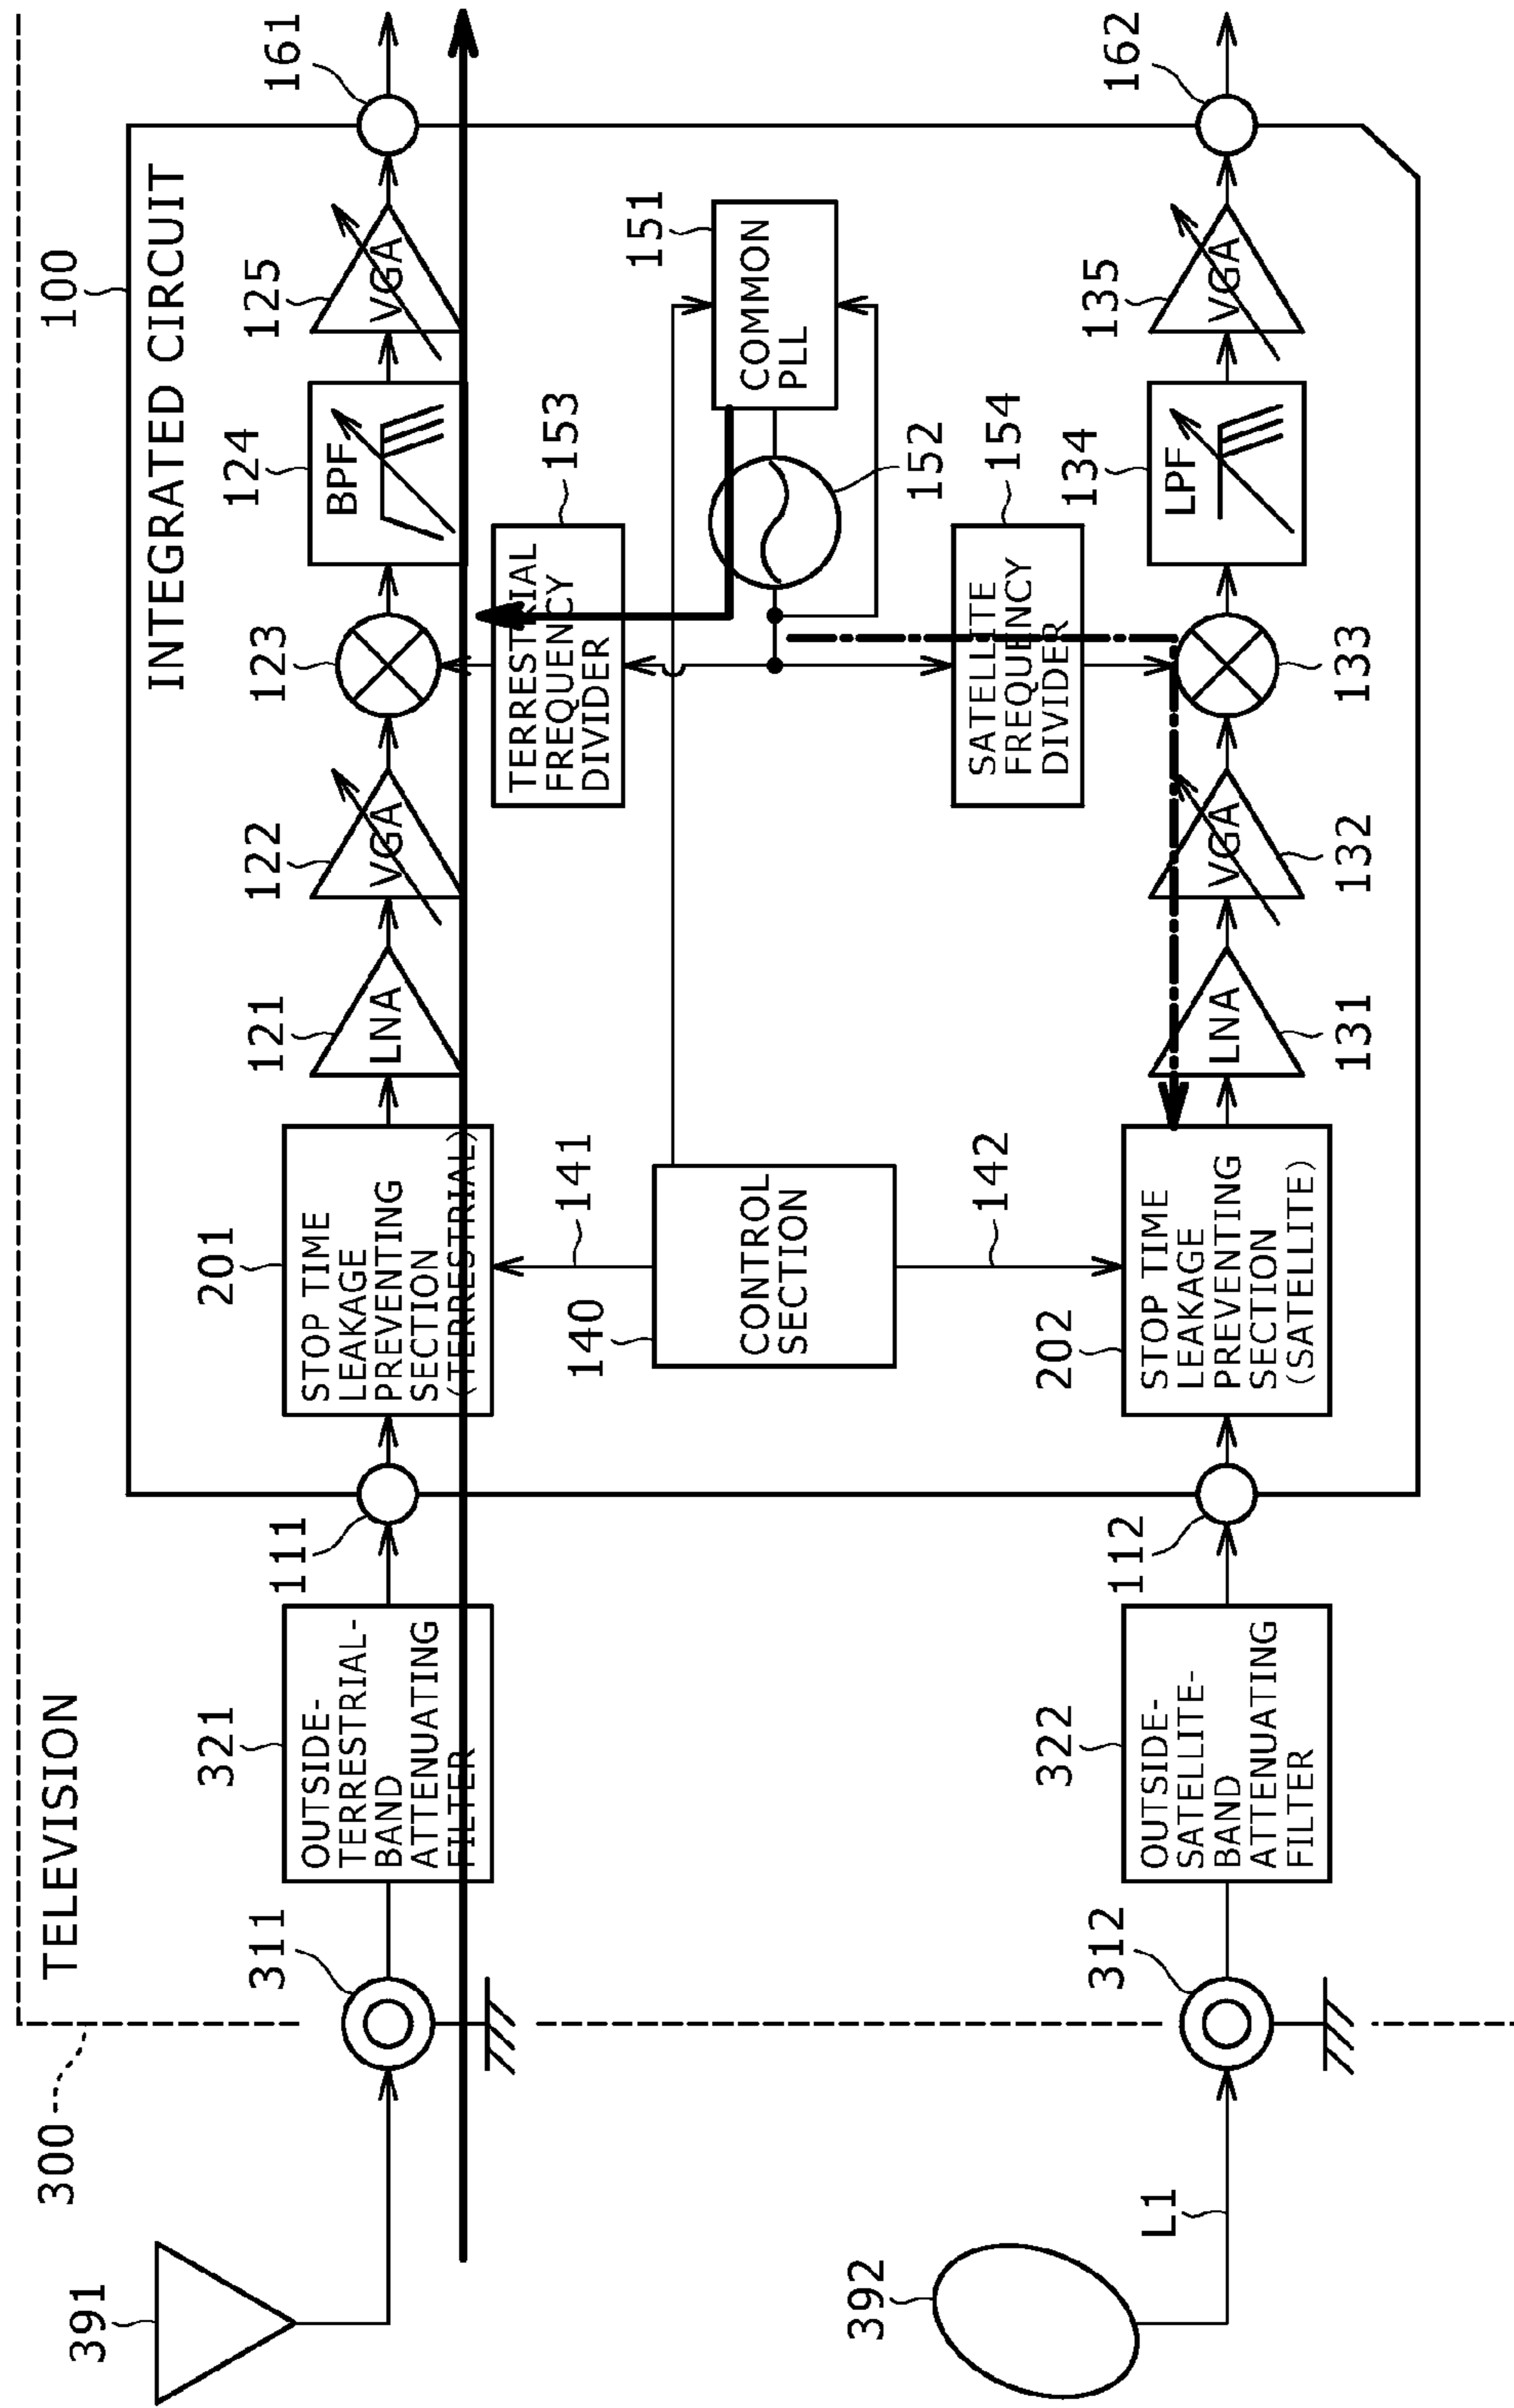 391
300
TELEVISION
311
321
OUTSIDE-
TERRESTRIAL-
BAND
ATTENUATING
FILTER
111
100
INTEGRATED CIRCUIT
201
STOP TIME
LEAKAGE
PREVENTING
SECTION
(TERRESTRIAL)
121
LNA
122
VGA
123
124
BPF
125
VGA
161
141
140
CONTROL
SECTION
142
153
TERRESTRIAL
FREQUENCY
DIVIDER
151
COMMON
PLL
152
154
SATELLITE
FREQUENCY
DIVIDER
392
L1
312
322
OUTSIDE-
SATELLITE-
BAND
ATTENUATING
FILTER
112
202
STOP TIME
LEAKAGE
PREVENTING
SECTION
(SATELLITE)
131
LNA
132
VGA
133
134
LPF
135
VGA
162